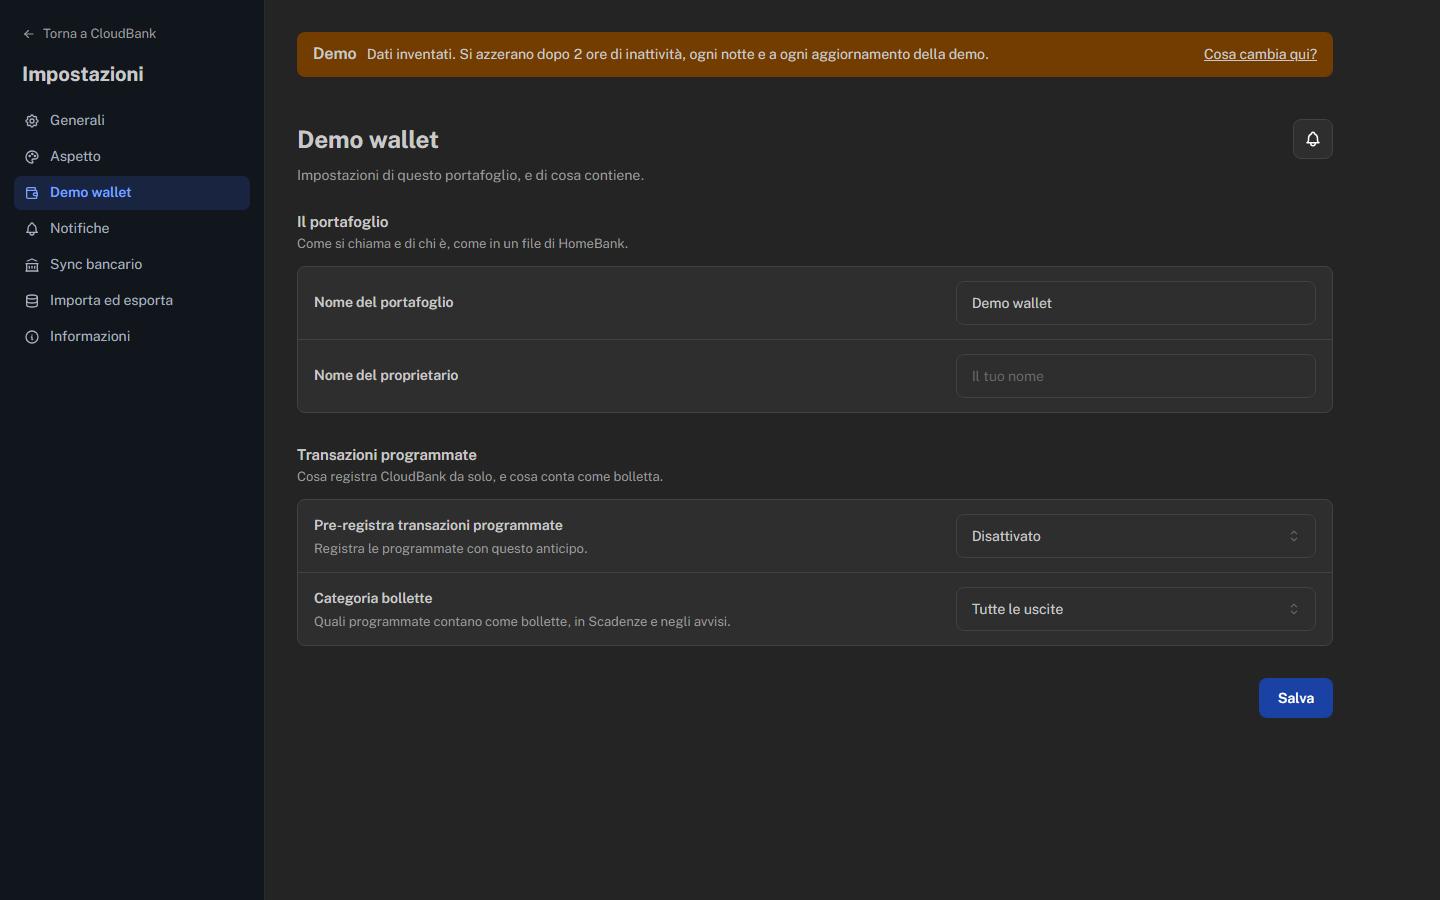 Torna a CloudBank
Impostazioni
Generali
Aspetto
Demo wallet
Notifiche
Sync bancario
Importa ed esporta
Informazioni
Demo Dati inventati. Si azzerano dopo 2 ore di inattività, ogni notte e a ogni aggiornamento della demo. Cosa cambia qui?
Demo wallet
Impostazioni di questo portafoglio, e di cosa contiene.
Il portafoglio
Come si chiama e di chi è, come in un file di HomeBank.
Nome del portafoglio Demo wallet
Nome del proprietario Il tuo nome
Transazioni programmate
Cosa registra CloudBank da solo, e cosa conta come bolletta.
Pre-registra transazioni programmate
Registra le programmate con questo anticipo.
Disattivato
Categoria bollette
Quali programmate contano come bollette, in Scadenze e negli avvisi.
Tutte le uscite
Salva